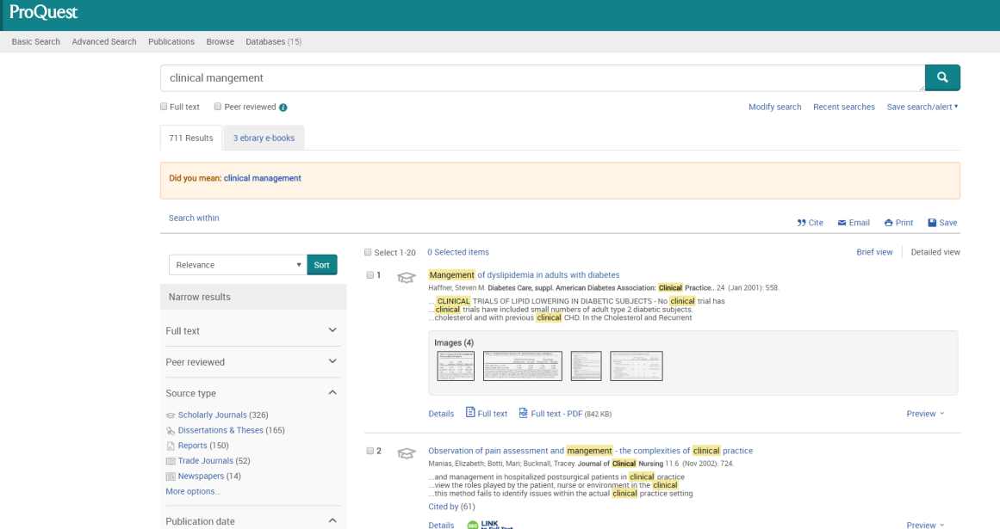 ProQuest
Basic Search Advanced Search Publications Browse Databases (15)
clinical mangement
Full text Peer reviewed
Modify search Recent searches Save search/alert
711 Results 3 ebrary e-books
Did you mean: clinical management
Search within
Cite Email Print Save
Select 1-20 0 Selected items Brief view Detailed view
Relevance Sort
1 Mangement of dyslipidemia in adults with diabetes
Haffner, Steven M. Diabetes Care, suppl. American Diabetes Association: Clinical Practice.. 24 (Jan 2001): S58.
... CLINICAL TRIALS OF LIPID LOWERING IN DIABETIC SUBJECTS - No clinical trial has
...clinical trials have included small numbers of adult type 2 diabetic subjects.
...cholesterol and with previous clinical CHD. In the Cholesterol and Recurrent
Images (4)
Details Full text Full text - PDF (842 KB) Preview
2 Observation of pain assessment and mangement - the complexities of clinical practice
Manias, Elizabeth; Botti, Mari; Bucknall, Tracey. Journal of Clinical Nursing 11.6 (Nov 2002): 724.
...and management in hospitalized postsurgical patients in clinical practice
...view the roles played by the patient, nurse or environment in the clinical
...this method fails to identify issues within the actual clinical practice setting
Cited by (61)
Details 360 LINK to Full Text Preview
Narrow results
Full text
Peer reviewed
Source type
Scholarly Journals (326)
Dissertations & Theses (165)
Reports (150)
Trade Journals (52)
Newspapers (14)
More options...
Publication date